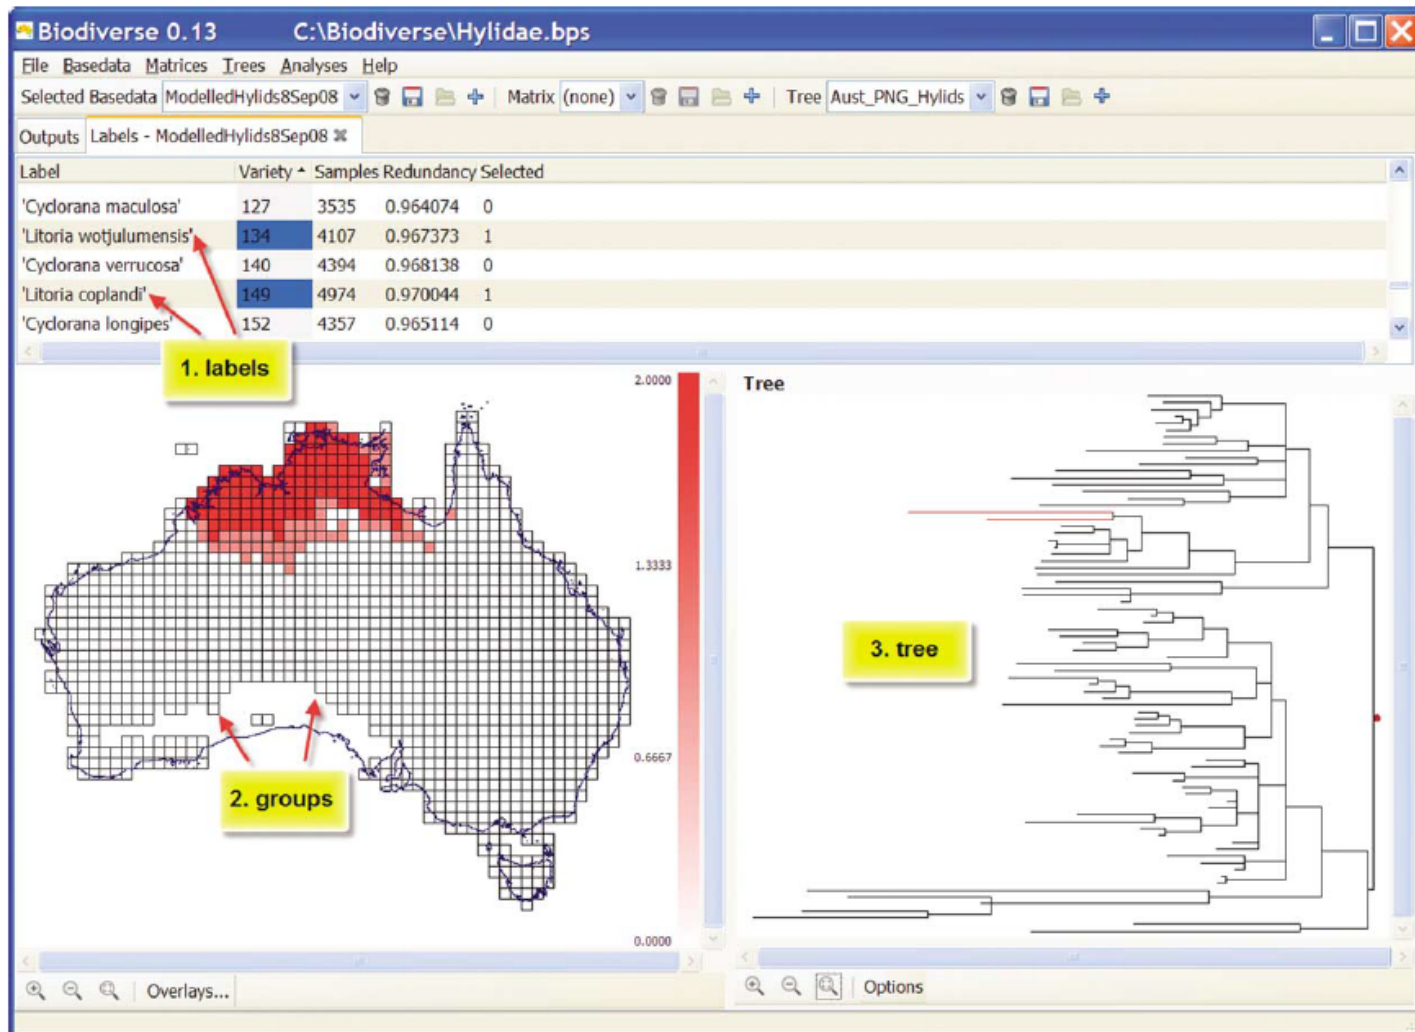 Biodiverse 0.13 C:\Biodiverse\Hylidae.bps
File Basedata Matrices Trees Analyses Help
Selected Basedata ModelledHylids8Sep08 Matrix (none) Tree Aust_PNG_Hylids
Outputs Labels - ModelledHylids8Sep08
Label Variety Samples Redundancy Selected
'Cyclorana maculosa' 127 3535 0.964074 0
'Litoria wotjulumensis' 134 4107 0.967373 1
'Cyclorana verrucosa' 140 4394 0.968138 0
'Litoria coplandi' 149 4974 0.970044 1
'Cyclorana longipes' 152 4357 0.965114 0
1. labels
2.0000
Tree
1.3333
3. tree
0.6667
2. groups
0.0000
Overlays...
Options